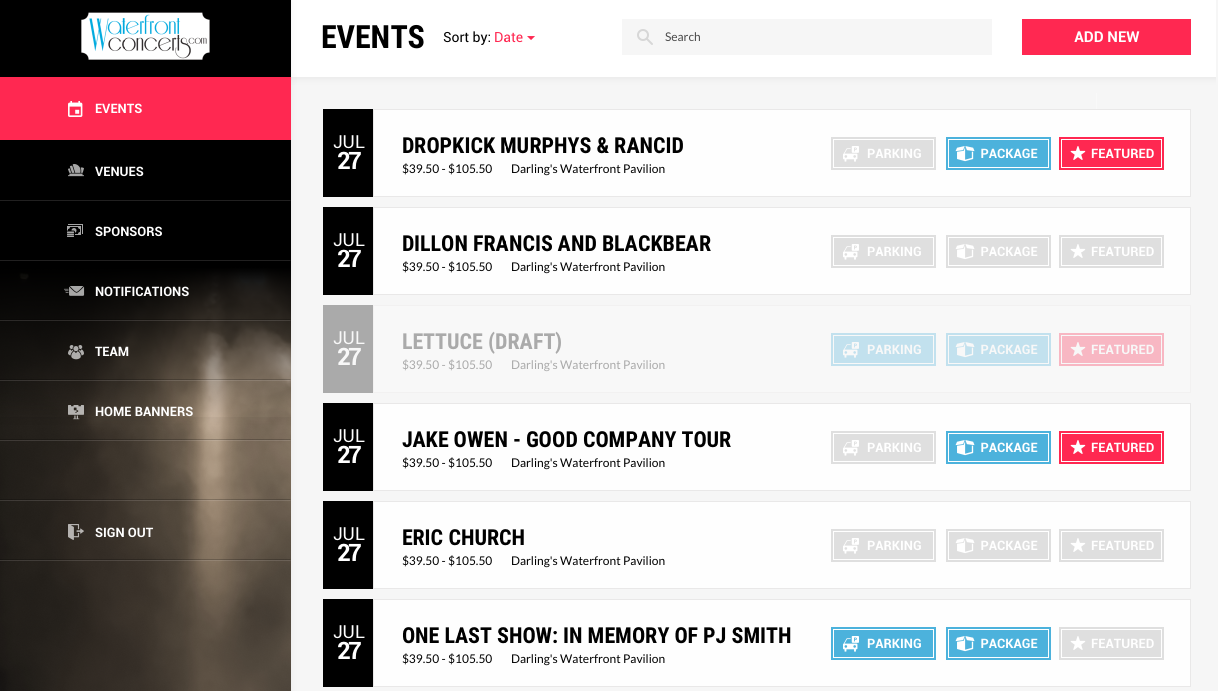 Waterfront
Concerts.com
EVENTS
VENUES
SPONSORS
NOTIFICATIONS
TEAM
HOME BANNERS
SIGN OUT
EVENTS Sort by: Date Search ADD NEW
JUL
27
DROPKICK MURPHYS & RANCID
$39.50 - $105.50 Darling's Waterfront Pavilion
PARKING PACKAGE FEATURED
JUL
27
DILLON FRANCIS AND BLACKBEAR
$39.50 - $105.50 Darling's Waterfront Pavilion
PARKING PACKAGE FEATURED
JUL
27
LETTUCE (DRAFT)
$39.50 - $105.50 Darling's Waterfront Pavilion
PARKING PACKAGE FEATURED
JUL
27
JAKE OWEN - GOOD COMPANY TOUR
$39.50 - $105.50 Darling's Waterfront Pavilion
PARKING PACKAGE FEATURED
JUL
27
ERIC CHURCH
$39.50 - $105.50 Darling's Waterfront Pavilion
PARKING PACKAGE FEATURED
JUL
27
ONE LAST SHOW: IN MEMORY OF PJ SMITH
$39.50 - $105.50 Darling's Waterfront Pavilion
PARKING PACKAGE FEATURED